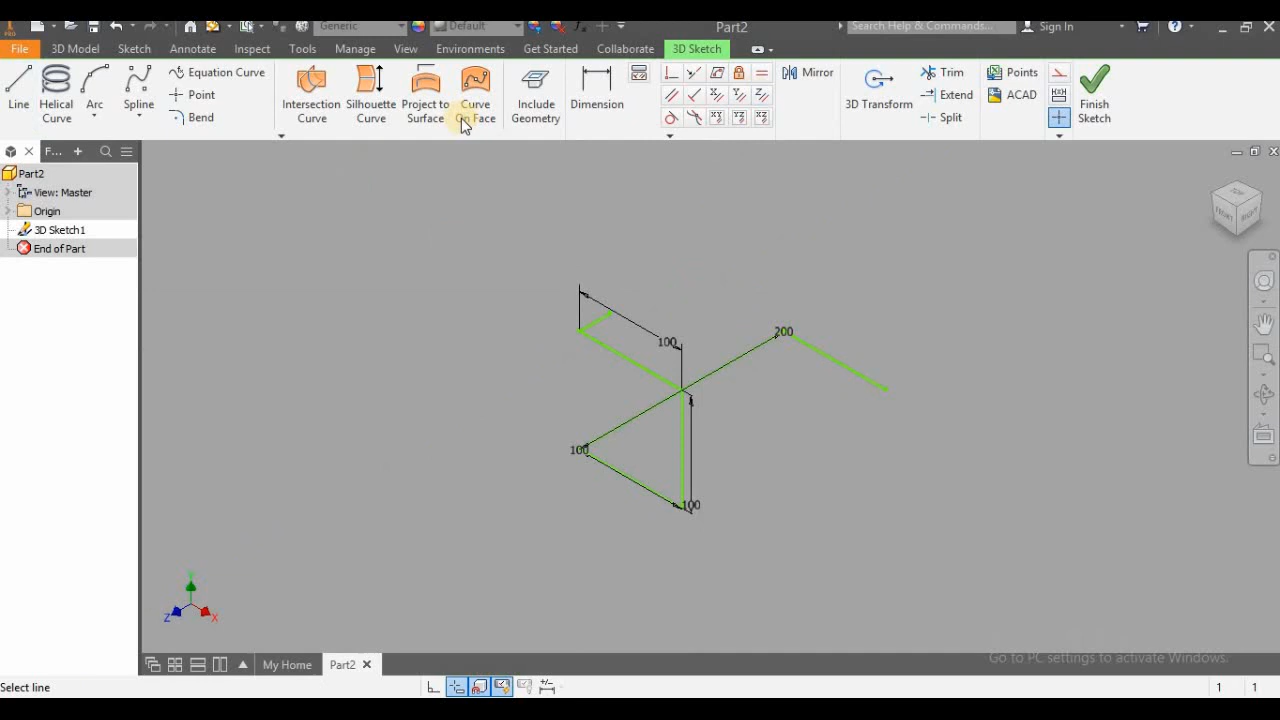 PRO
Generic
Default
Part2
Search Help & Commands...
Sign In
File
3D Model
Sketch
Annotate
Inspect
Tools
Manage
View
Environments
Get Started
Collaborate
3D Sketch
Line
Helical Curve
Arc
Spline
Equation Curve
Point
Bend
Intersection Curve
Silhouette Curve
Project to Surface
Curve On Face
Include Geometry
Dimension
Mirror
3D Transform
Trim
Extend
Split
Points
ACAD
Finish Sketch
F...
Part2
View: Master
Origin
3D Sketch1
End of Part
TOP
FRONT
RIGHT
100
200
100
100
Y
Z
X
Go to PC settings to activate Windows.
My Home
Part2
Select line
1
1